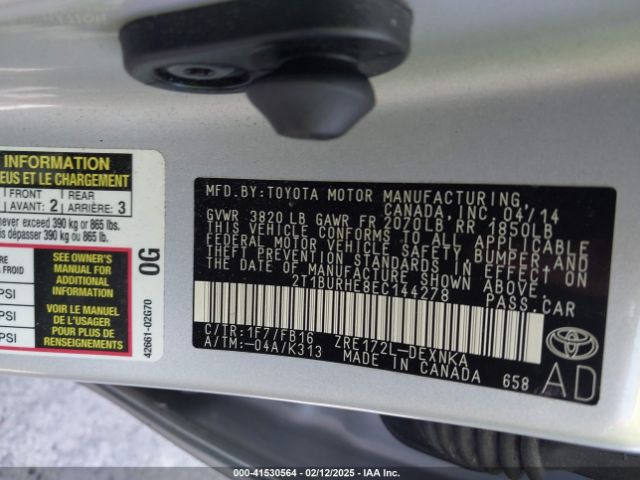 INFORMATION
EUS ET LE CHARGEMENT
FRONT
AVANT: 2
REAR
ARRIÈRE: 3
never exceed 390 kg or 865 lbs.
dépasser 390 kg ou 865 lb.
À FROID
PSI
PSI
PSI
SEE OWNER'S
MANUAL FOR
ADDITIONAL
INFORMATION
VOIR LE MANUEL
DE L'USAGER
POUR PLUS DE
RENSEIGNEMENTS
0G
42661-02G70
MFD.BY:TOYOTA MOTOR MANUFACTURING,
CANADA, INC. 04/14
GVWR 3820 LB GAWR FR 2020LB RR 1850LB
THIS VEHICLE CONFORMS TO ALL APPLICABLE
FEDERAL MOTOR VEHICLE SAFETY, BUMPER, AND
THEFT PREVENTION STANDARDS IN EFFECT ON
THE DATE OF MANUFACTURE SHOWN ABOVE.
2T1BURHE8EC144278 PASS.CAR
C/TR:1F7/FB16 ZRE172L-DEXNKA
A/TM:-04A/K313 MADE IN CANADA
658
AD
TOYOTA
000-41530564 - 02/12/2025 - IAA Inc.